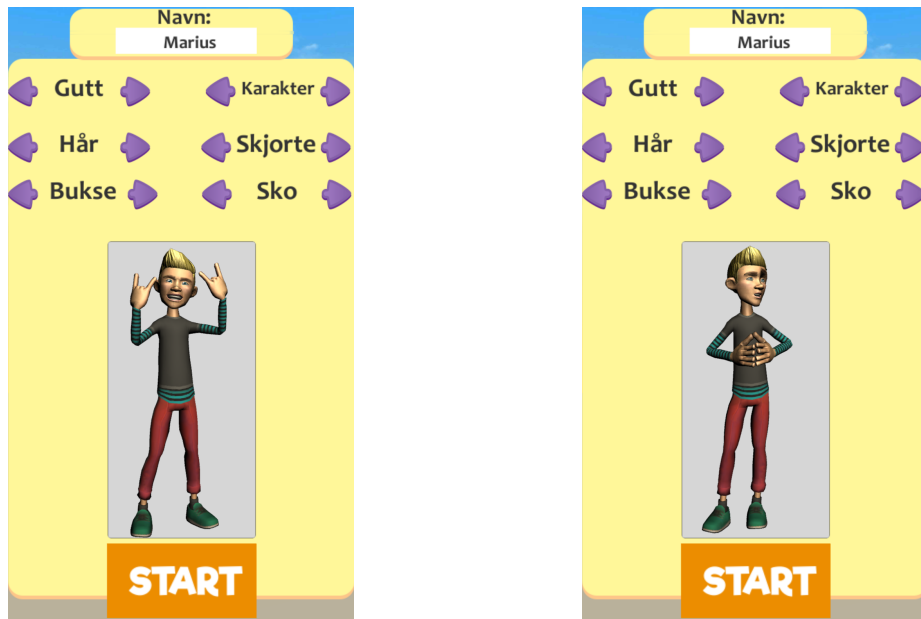 Navn:
Marius
Gutt Karakter
Hår Skjorte
Bukse Sko
START
Navn:
Marius
Gutt Karakter
Hår Skjorte
Bukse Sko
START